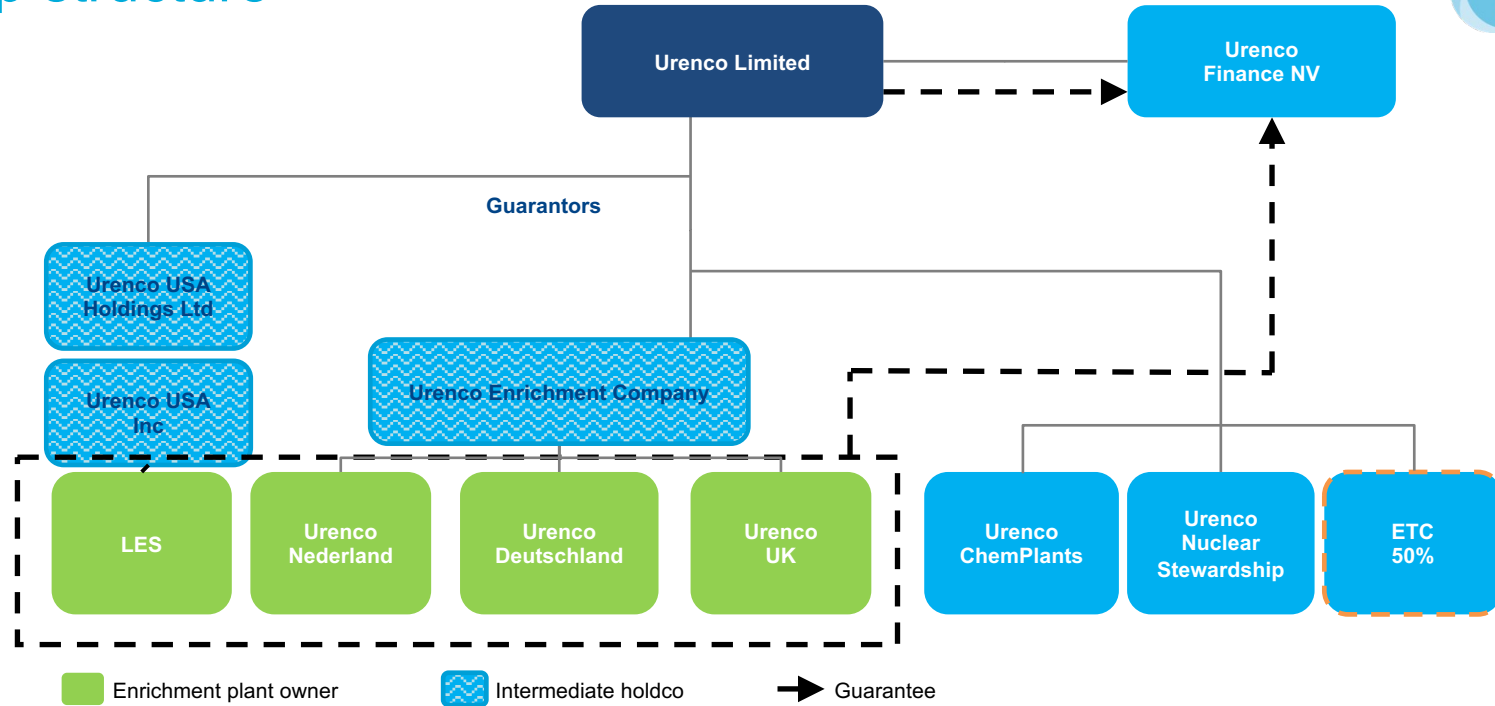 Urenco Limited
Urenco
Finance NV
Guarantors
Urenco USA
Holdings Ltd
Urenco USA
Inc
Urenco Enrichment Company
LES
Urenco
Nederland
Urenco
Deutschland
Urenco
UK
Urenco
ChemPlants
Urenco
Nuclear
Stewardship
ETC
50%
Enrichment plant owner
Intermediate holdco
Guarantee